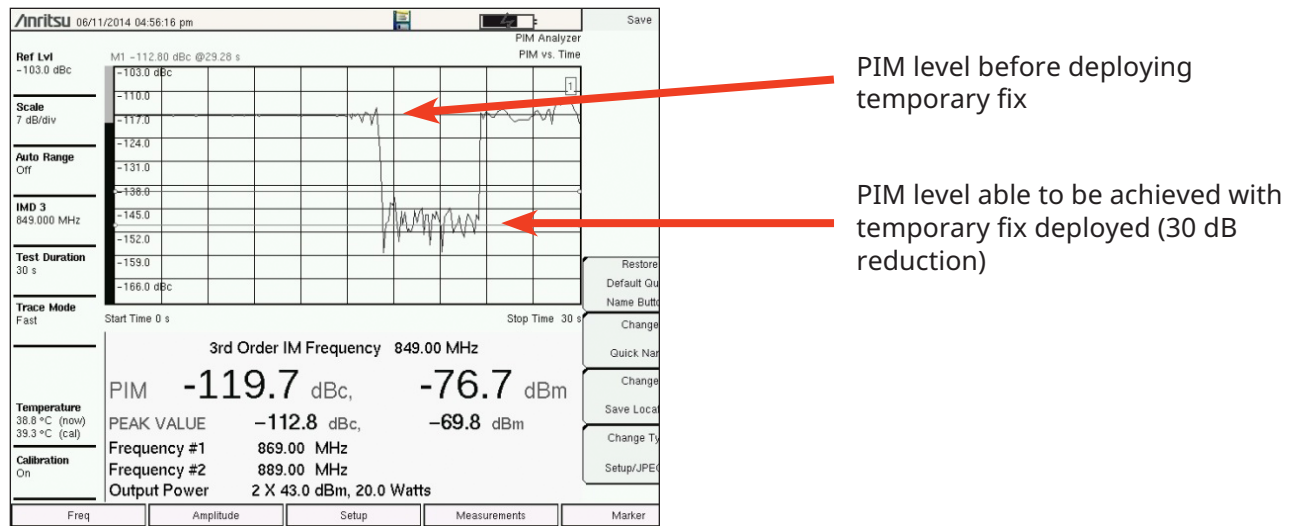 Anritsu 06/11/2014 04:56:16 pm
Save
PIM Analyzer
PIM vs. Time
Ref Lvl
-103.0 dBc
M1 -112.80 dBc @29.28 s
-103.0 dBc
1
-110.0
Scale
7 dB/div
-117.0
-124.0
Auto Range
Off
-131.0
-138.0
IMD 3
849.000 MHz
-145.0
-152.0
Test Duration
30 s
-159.0
-166.0 dBc
Trace Mode
Fast
Start Time 0 s
Stop Time 30 s
PIM level before deploying
temporary fix
PIM level able to be achieved with
temporary fix deployed (30 dB
reduction)
Restore
Default Qu
Name Butto
Change
Quick Nar
Change
Save Locat
Change Ty
Setup/JPEG
3rd Order IM Frequency 849.00 MHz
PIM -119.7 dBc, -76.7 dBm
PEAK VALUE -112.8 dBc, -69.8 dBm
Frequency #1 869.00 MHz
Frequency #2 889.00 MHz
Output Power 2 X 43.0 dBm, 20.0 Watts
Temperature
38.8 °C (now)
39.3 °C (cal)
Calibration
On
Freq
Amplitude
Setup
Measurements
Marker